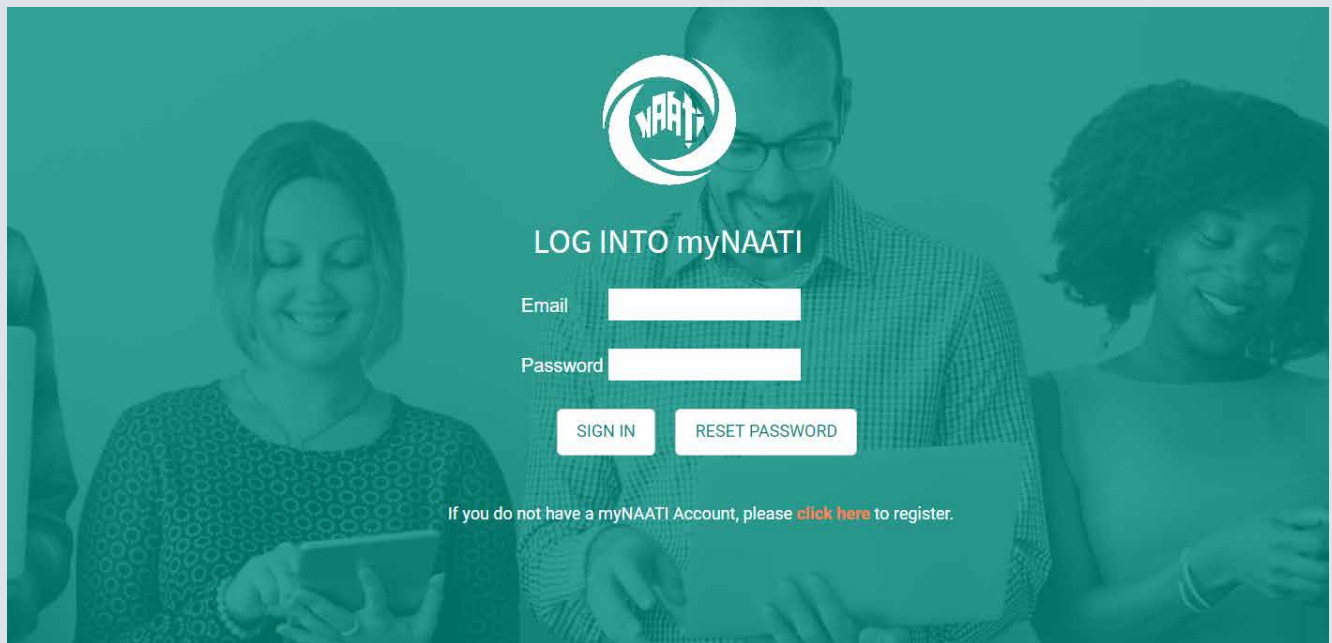 NAATI
LOG INTO myNAATI
Email
Password
SIGN IN RESET PASSWORD
If you do not have a myNAATI Account, please click here to register.